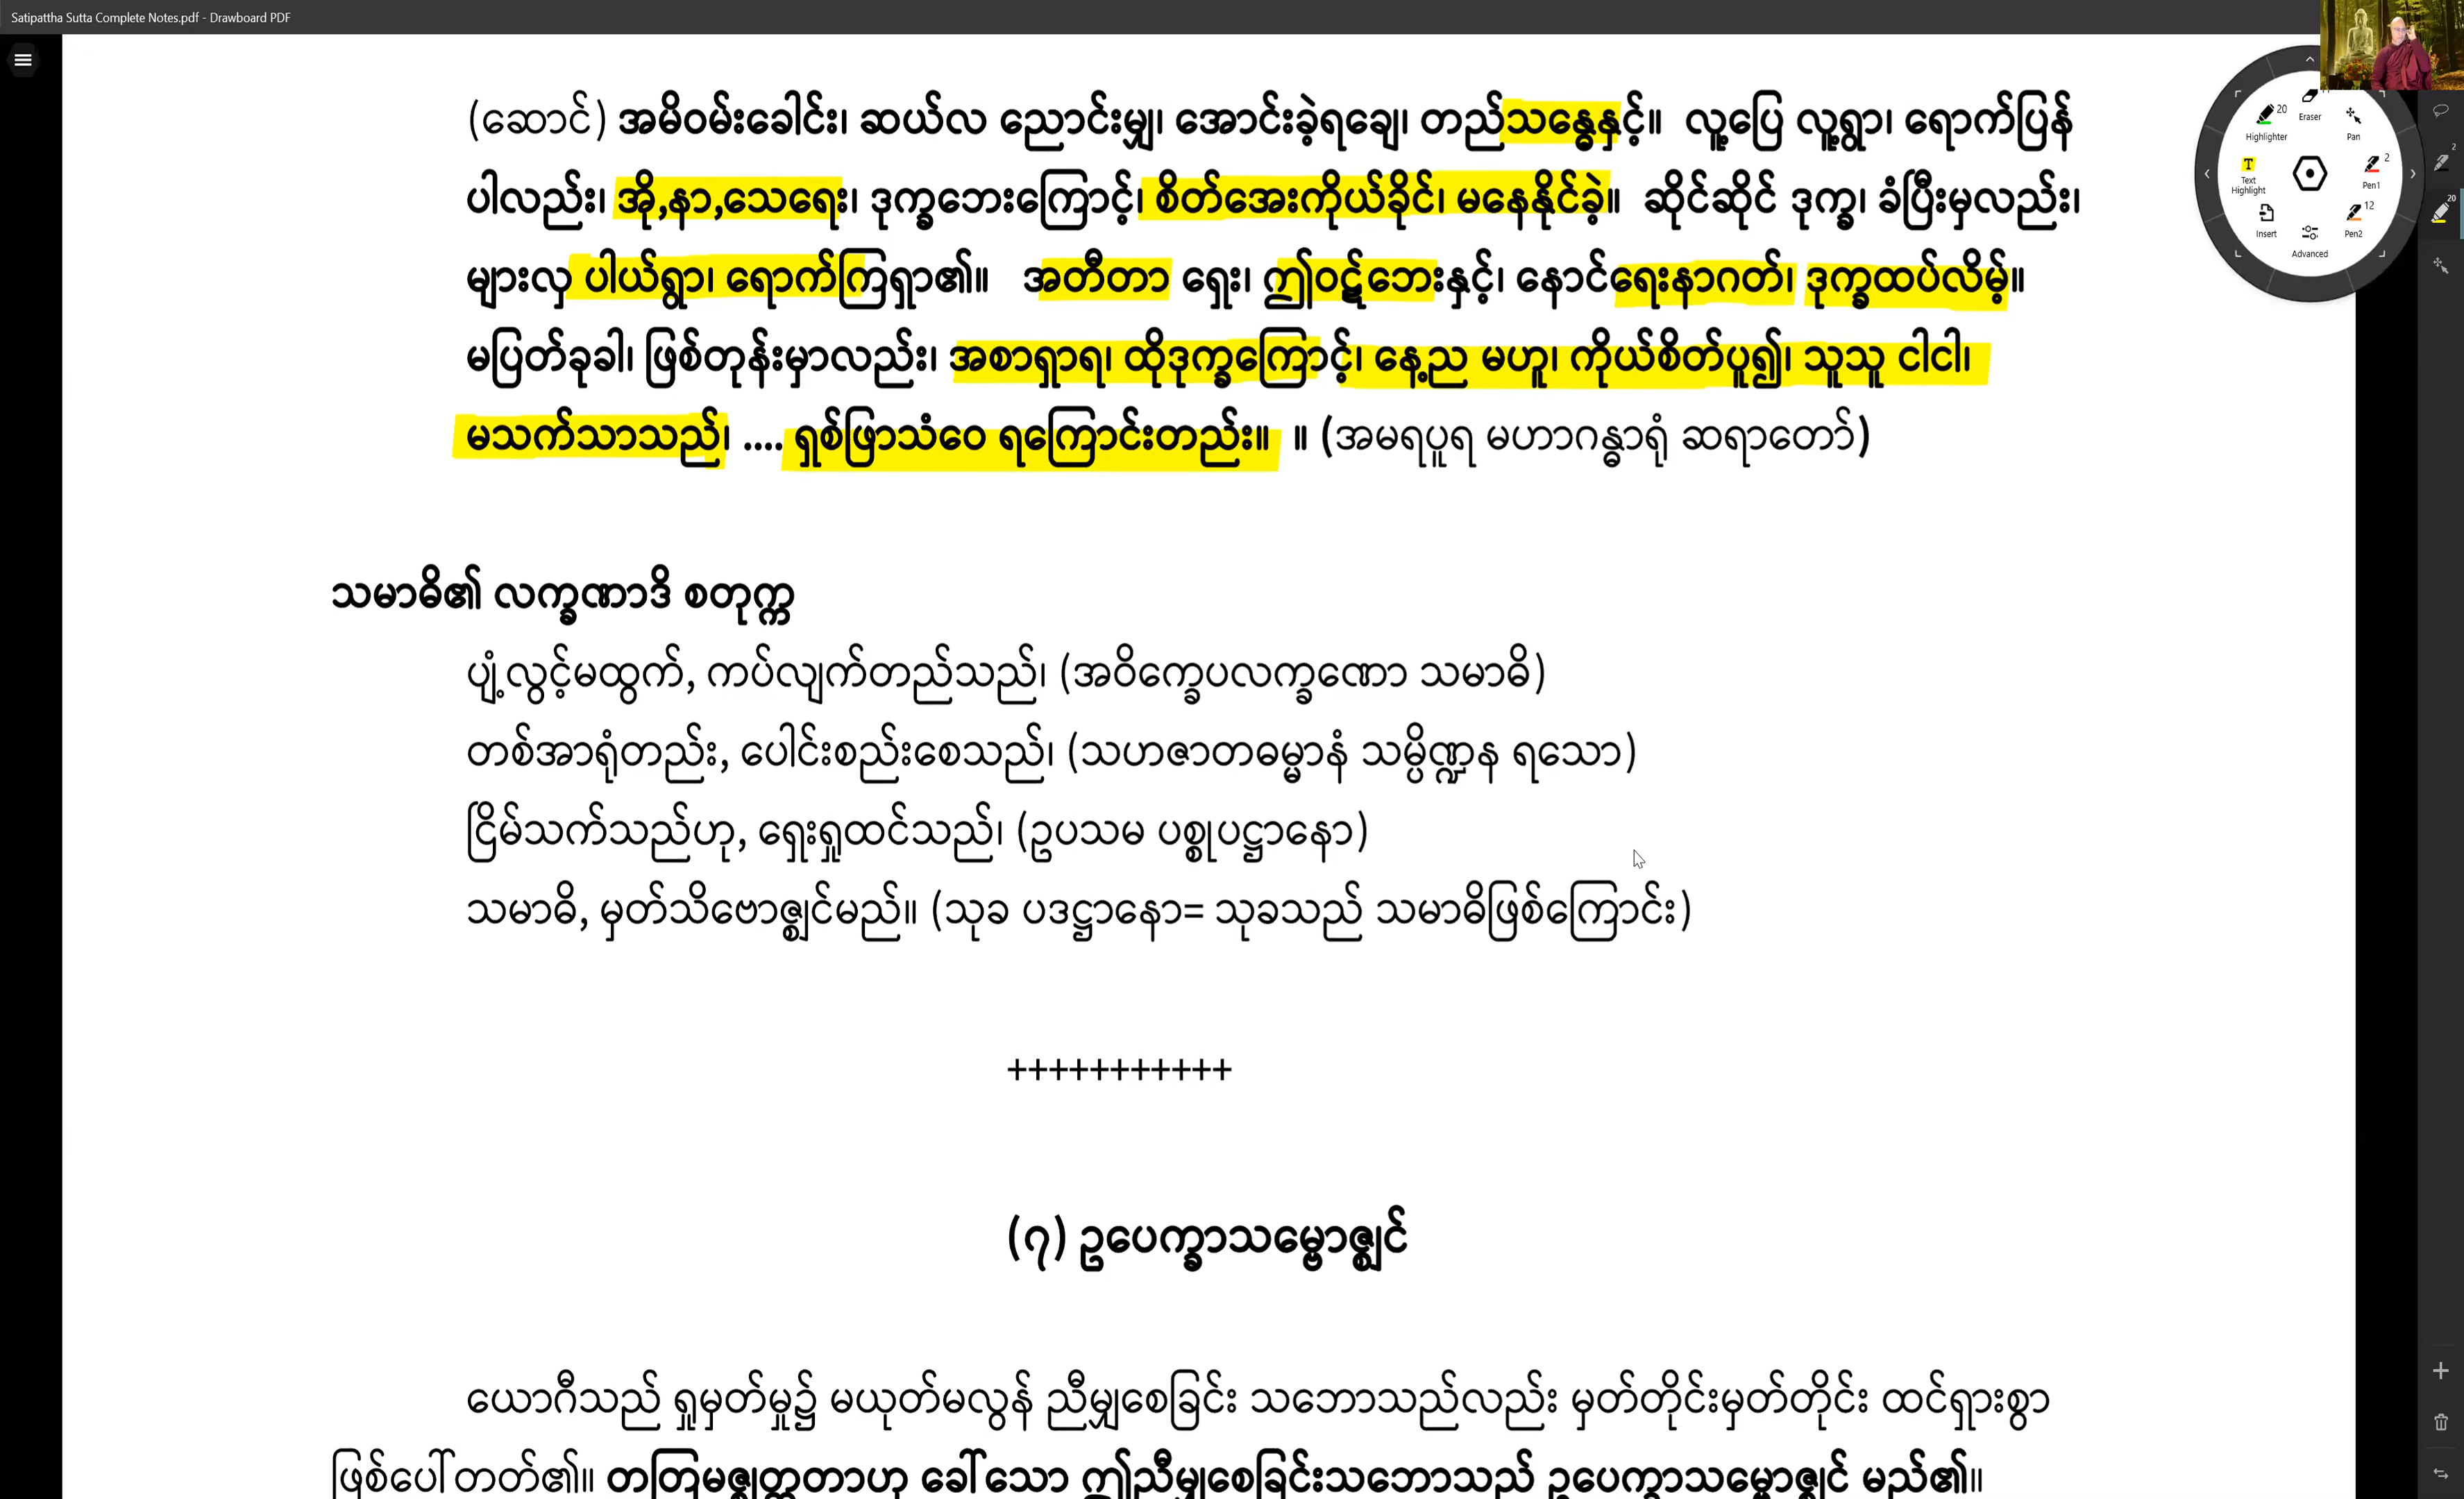 Satipattha Sutta Complete Notes.pdf - Drawboard PDF
(ဆောင်) အမိဝမ်းခေါင်း၊ ဆယ်လ ညောင်းမျှ၊ အောင်းခဲ့ရချေ၊ တည်သန္ဓေနှင့်။ လူ့ပြေ လူ့ရွာ၊ ရောက်ပြန်
ပါလည်း၊ အို,နာ,သေရေး၊ ဒုက္ခဘေးကြောင့်၊ စိတ်အေးကိုယ်ခိုင်၊ မနေနိုင်ခဲ့။ ဆိုင်ဆိုင် ဒုက္ခ၊ ခံပြီးမှလည်း၊
များလှ ပါယ်ရွာ၊ ရောက်ကြရှာ၏။ အတီတာ ရှေး၊ ဤဝဋ်ဘေးနှင့်၊ နောင်ရေးနာဂတ်၊ ဒုက္ခထပ်လိမ့်။
မပြတ်ခုခါ၊ ဖြစ်တုန်းမှာလည်း၊ အစာရှာရ၊ ထိုဒုက္ခကြောင့်၊ နေ့ည မဟူ၊ ကိုယ်စိတ်ပူ၍၊ သူသူ ငါငါ၊
မသက်သာသည်၊ .... ရှစ်ဖြာသံဝေ ရကြောင်းတည်း။ ။ (အမရပူရ မဟာဂန္ဓာရုံ ဆရာတော်)
သမာဓိ၏ လက္ခဏာဒိ စတုက္က
ပျံ့လွင့်မထွက်, ကပ်လျက်တည်သည်၊ (အဝိက္ခေပလက္ခဏော သမာဓိ)
တစ်အာရုံတည်း, ပေါင်းစည်းစေသည်၊ (သဟဇာတဓမ္မာနံ သမ္ပိဏ္ဍန ရသော)
ငြိမ်သက်သည်ဟု, ရှေးရှုထင်သည်၊ (ဥပသမ ပစ္စုပဋ္ဌာနော)
သမာဓိ, မှတ်သိဗောဇ္ဈင်မည်။ (သုခ ပဒဋ္ဌာနော= သုခသည် သမာဓိဖြစ်ကြောင်း)
+++++++++++
(၇) ဥပေက္ခာသမ္ဗောဇ္ဈင်
ယောဂီသည် ရှုမှတ်မှု၌ မယုတ်မလွန် ညီမျှစေခြင်း သဘောသည်လည်း မှတ်တိုင်းမှတ်တိုင်း ထင်ရှားစွာ
ဖြစ်ပေါ်တတ်၏။ တတြမဇ္ဈတ္တတာဟု ခေါ်သော ဤညီမျှစေခြင်းသဘောသည် ဥပေက္ခာသမ္ဗောဇ္ဈင် မည်၏။
20
Highlighter
Eraser
Pan
T
Text
Highlight
2
Pen1
Insert
12
Pen2
Advanced
2
20